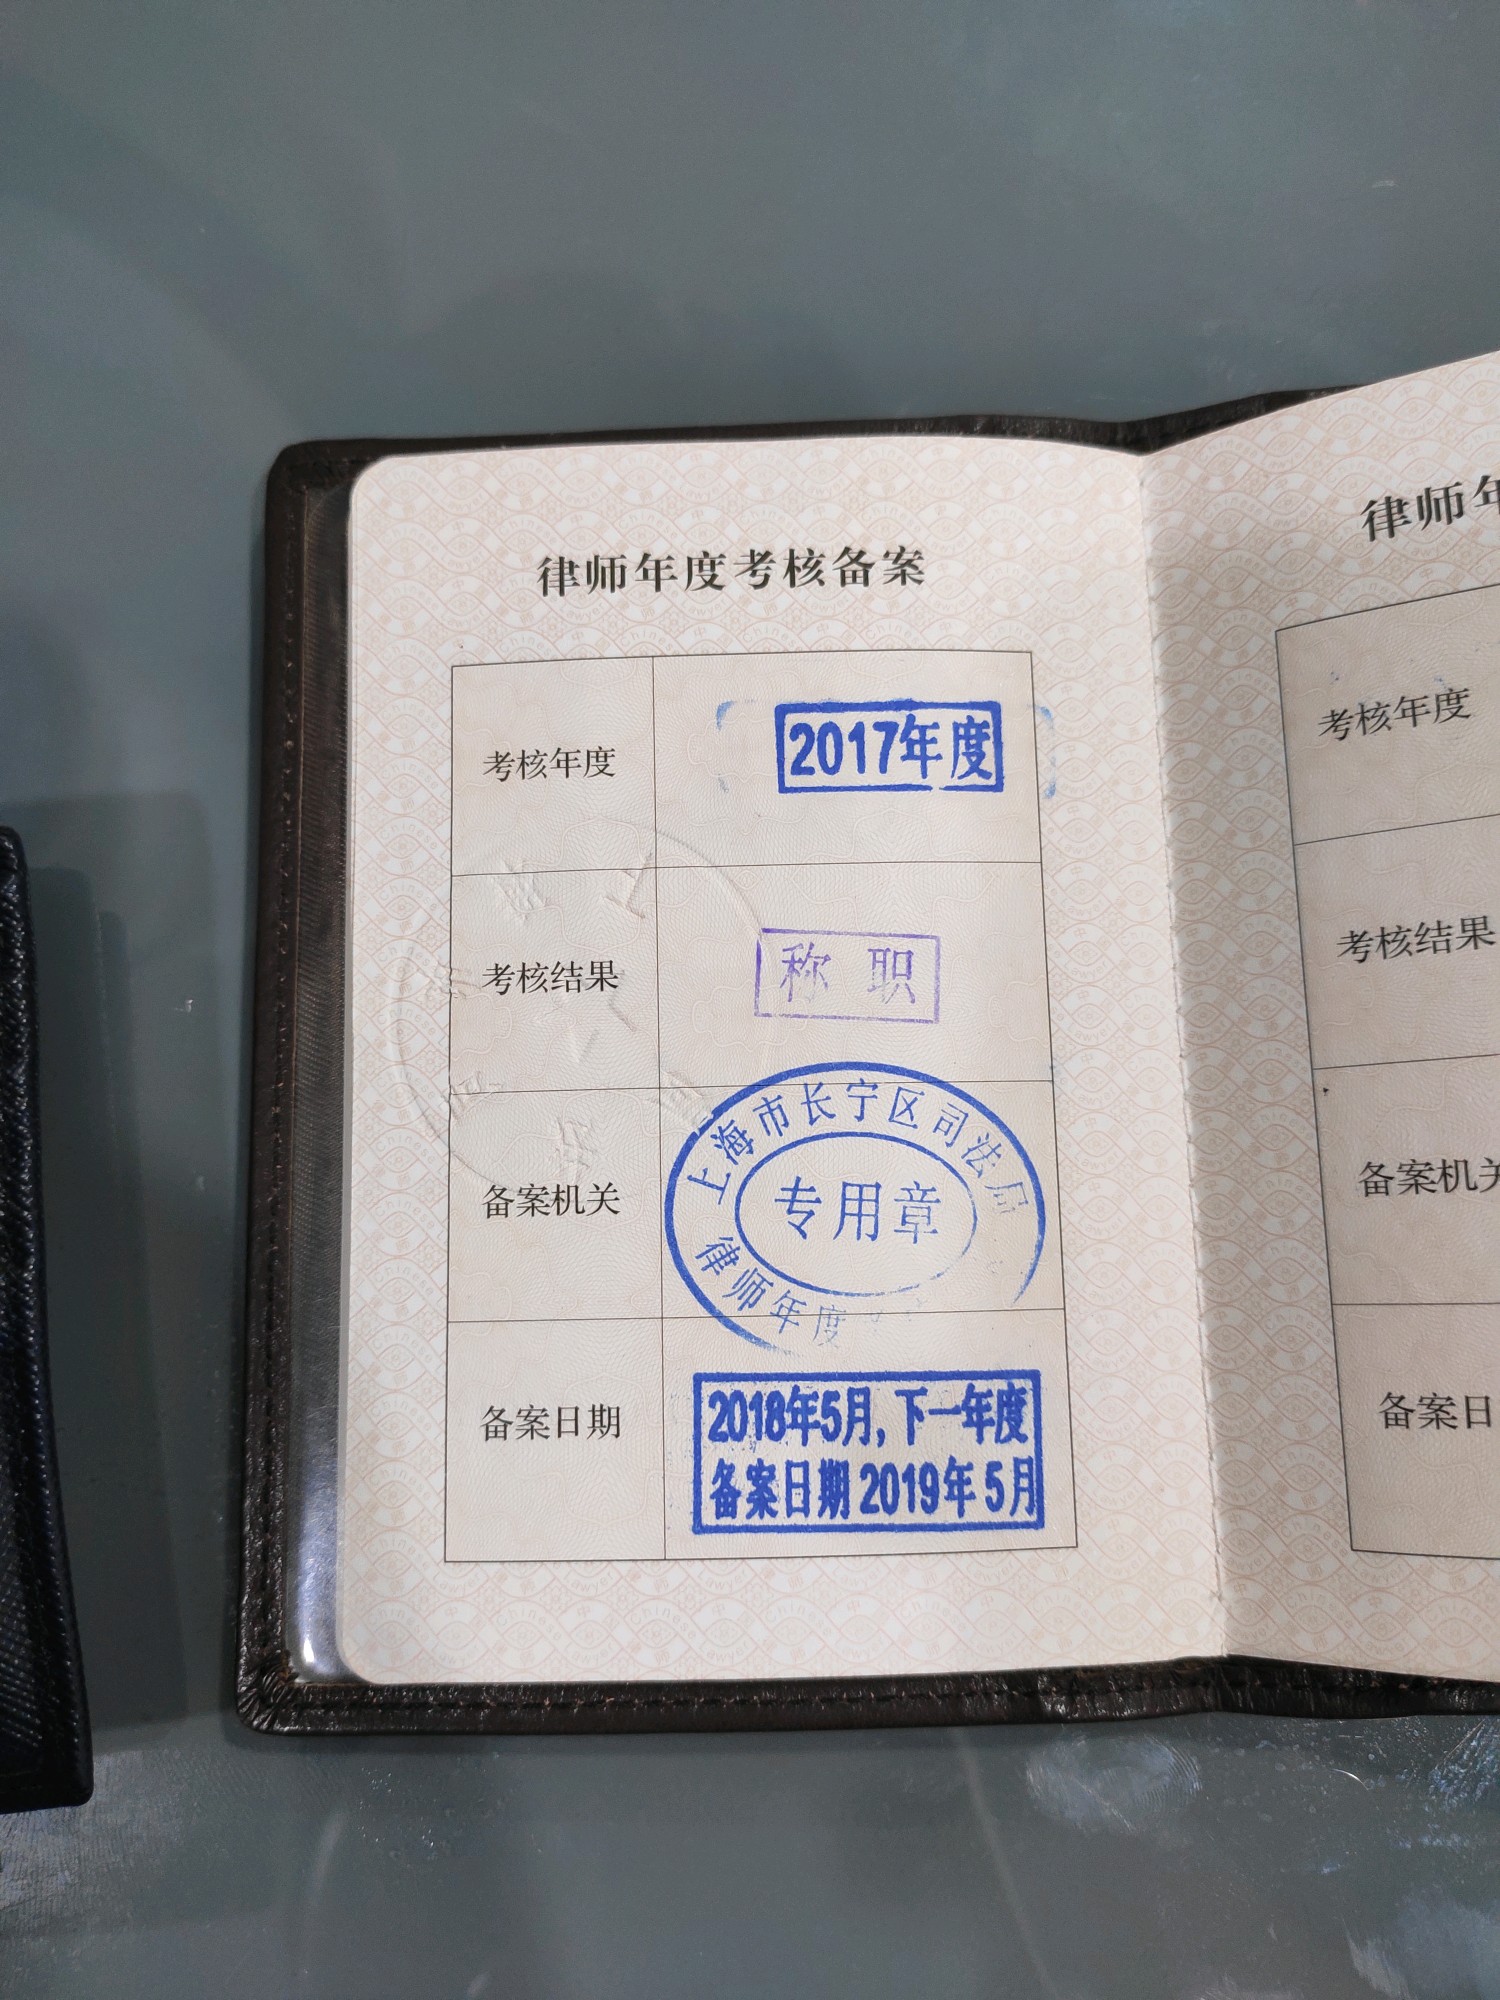 律师年度考核备案
考核年度
2017年度
考核结果
称 职
备案机关
上海市长宁区司法局
专用章
律师年度
备案日期
2018年5月,下一年度
备案日期2019年5月
律师年
考核年度
考核结果
备案机关
备案日